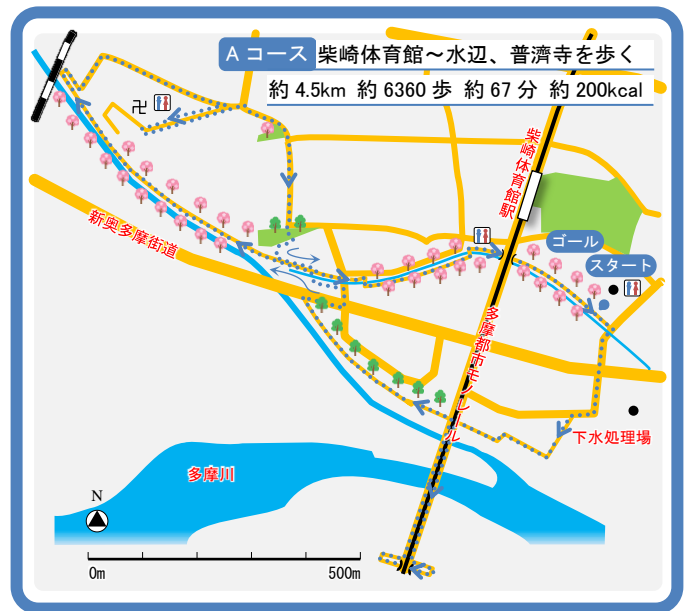 A コース 柴崎体育館～水辺、普濟寺を歩く
約 4.5km 約 6360 歩 約 67 分 約 200kcal
卍
柴崎体育館駅
新奥多摩街道
ゴール
スタート
多摩都市モノレール
下水処理場
多摩川
N
0m 500m